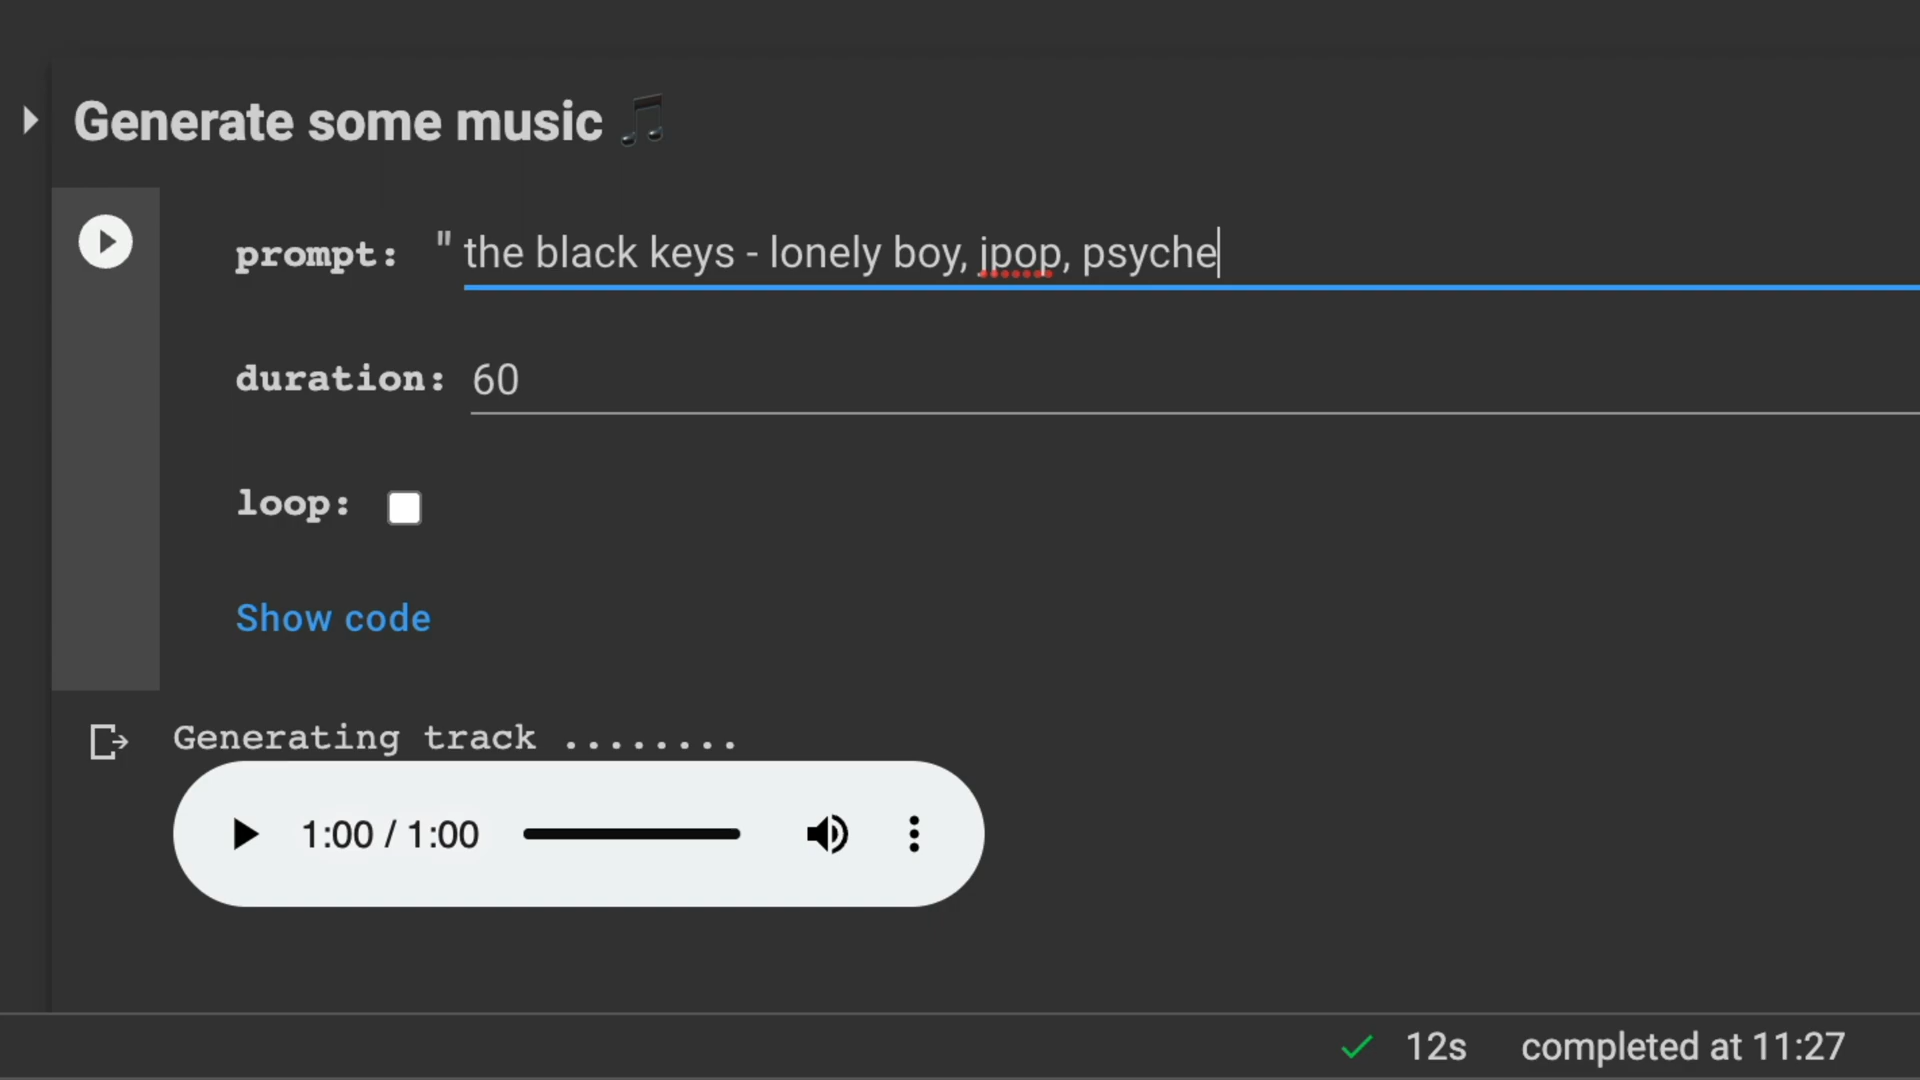 Generate some music 🎵
prompt: " the black keys - lonely boy, jpop, psyche
duration: 60
loop:
Show code
Generating track ........
1:00 / 1:00
12s completed at 11:27